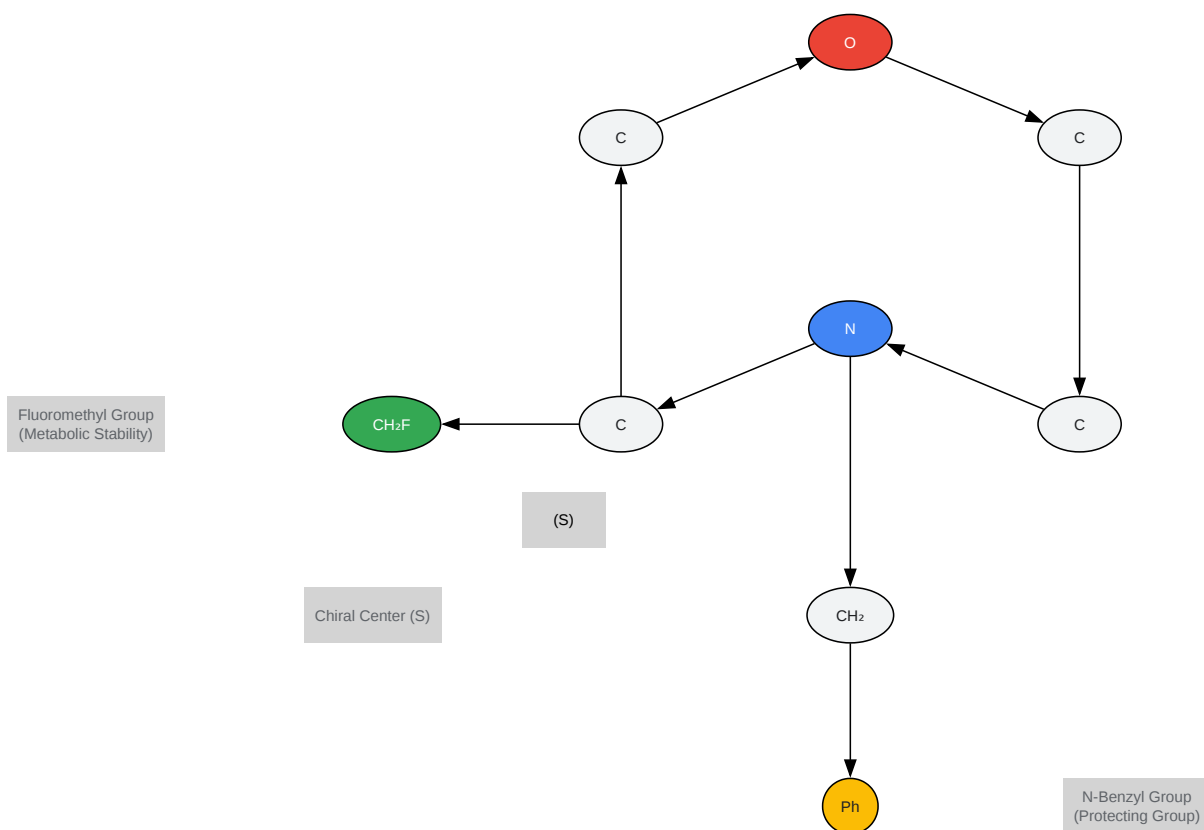 O
C
C
N
Fluoromethyl Group
(Metabolic Stability)
CH₂F
C
C
(S)
Chiral Center (S)
CH₂
Ph
N-Benzyl Group
(Protecting Group)